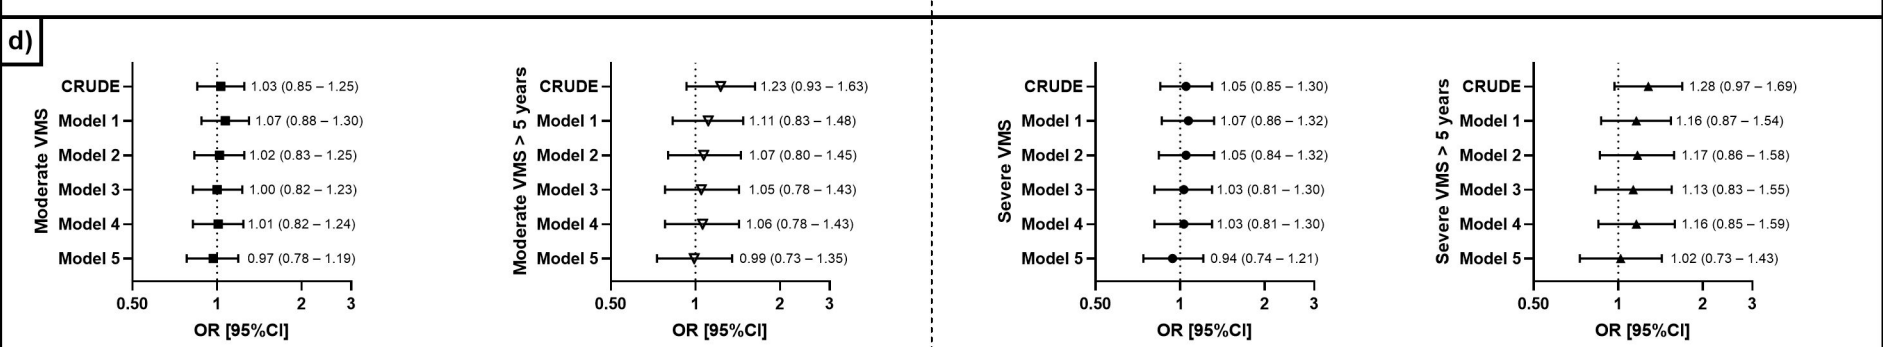 d)
Moderate VMS
CRUDE
1.03 (0.85 – 1.25)
Model 1
1.07 (0.88 – 1.30)
Model 2
1.02 (0.83 – 1.25)
Model 3
1.00 (0.82 – 1.23)
Model 4
1.01 (0.82 – 1.24)
Model 5
0.97 (0.78 – 1.19)
0.50 1 2 3
OR [95%CI]
Moderate VMS > 5 years
CRUDE
1.23 (0.93 – 1.63)
Model 1
1.11 (0.83 – 1.48)
Model 2
1.07 (0.80 – 1.45)
Model 3
1.05 (0.78 – 1.43)
Model 4
1.06 (0.78 – 1.43)
Model 5
0.99 (0.73 – 1.35)
0.50 1 2 3
OR [95%CI]
Severe VMS
CRUDE
1.05 (0.85 – 1.30)
Model 1
1.07 (0.86 – 1.32)
Model 2
1.05 (0.84 – 1.32)
Model 3
1.03 (0.81 – 1.30)
Model 4
1.03 (0.81 – 1.30)
Model 5
0.94 (0.74 – 1.21)
0.50 1 2 3
OR [95%CI]
Severe VMS > 5 years
CRUDE
1.28 (0.97 – 1.69)
Model 1
1.16 (0.87 – 1.54)
Model 2
1.17 (0.86 – 1.58)
Model 3
1.13 (0.83 – 1.55)
Model 4
1.16 (0.85 – 1.59)
Model 5
1.02 (0.73 – 1.43)
0.50 1 2 3
OR [95%CI]